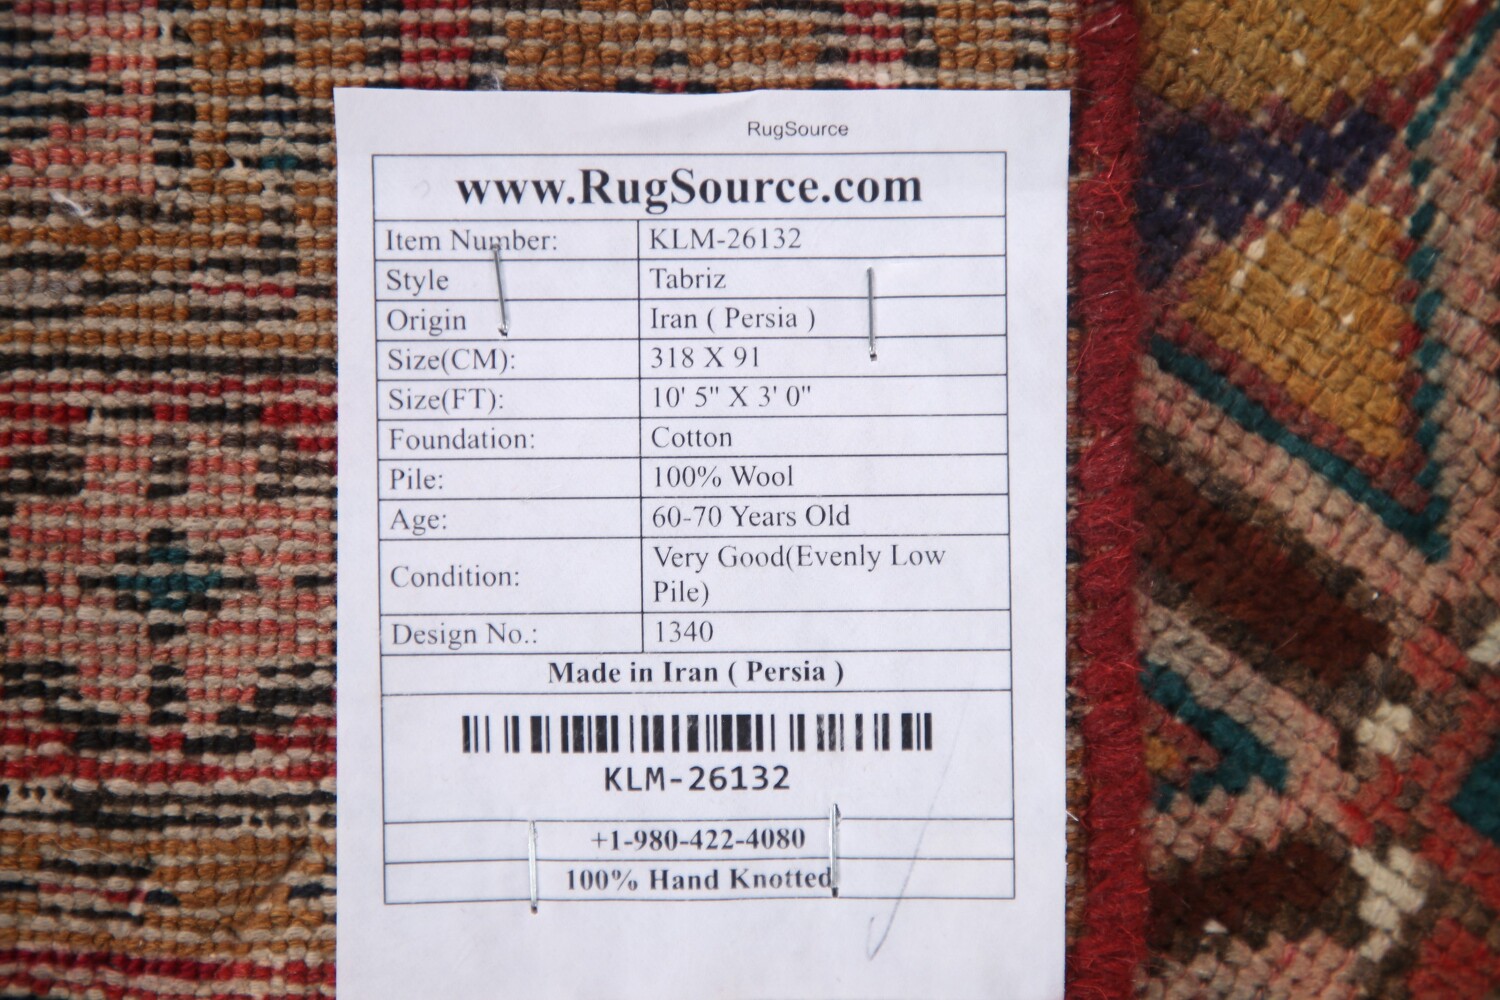 RugSource
www.RugSource.com
Item Number: KLM-26132
Style Tabriz
Origin Iran ( Persia )
Size(CM): 318 X 91
Size(FT): 10' 5" X 3' 0"
Foundation: Cotton
Pile: 100% Wool
Age: 60-70 Years Old
Condition: Very Good(Evenly Low
Pile)
Design No.: 1340
Made in Iran ( Persia )
KLM-26132
+1-980-422-4080
100% Hand Knotted